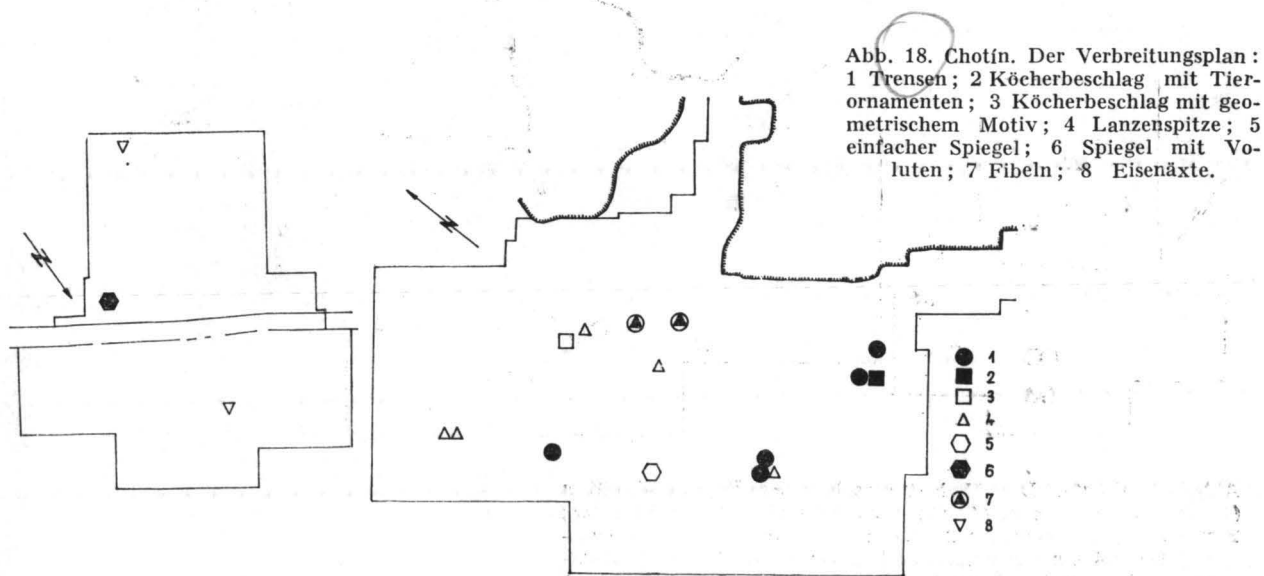 Abb. 18. Chotín. Der Verbreitungsplan:
1 Trensen; 2 Köcherbeschlag mit Tier-
ornamenten; 3 Köcherbeschlag mit geo-
metrischem Motiv; 4 Lanzenspitze; 5
einfacher Spiegel; 6 Spiegel mit Vo-
luten; 7 Fibeln; 8 Eisenäxte.
N
N
1
2
3
4
5
6
7
8